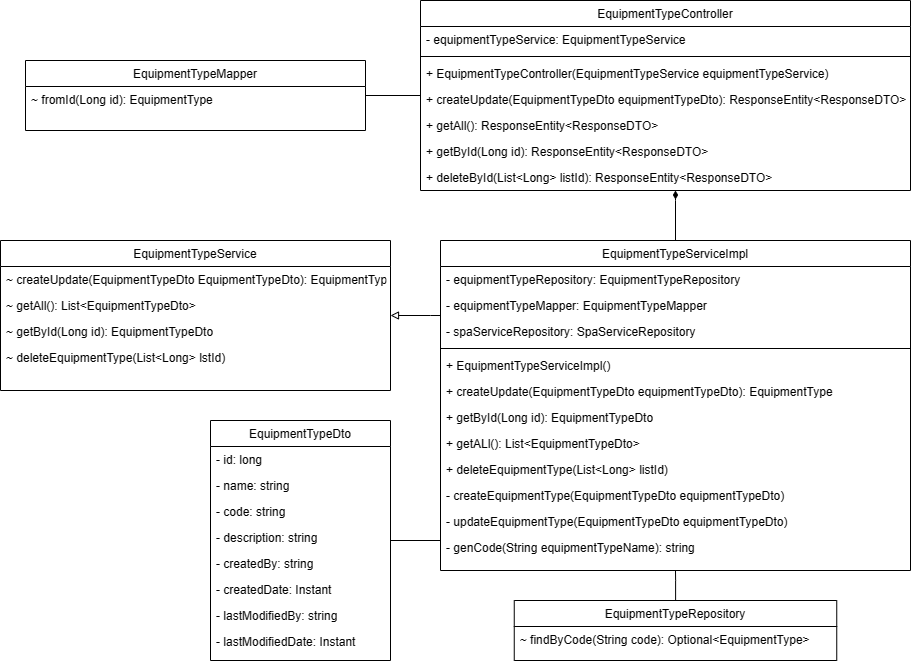 EquipmentTypeController
- equipmentTypeService: EquipmentTypeService
+ EquipmentTypeController(EquipmentTypeService equipmentTypeService)
+ createUpdate(EquipmentTypeDto equipmentTypeDto): ResponseEntity<ResponseDTO>
+ getAll(): ResponseEntity<ResponseDTO>
+ getById(Long id): ResponseEntity<ResponseDTO>
+ deleteById(List<Long> listId): ResponseEntity<ResponseDTO>
EquipmentTypeMapper
~ fromId(Long id): EquipmentType
EquipmentTypeService
~ createUpdate(EquipmentTypeDto EquipmentTypeDto): EquipmentTyp
~ getAll(): List<EquipmentTypeDto>
~ getById(Long id): EquipmentTypeDto
~ deleteEquipmentType(List<Long> lstId)
EquipmentTypeServiceImpl
- equipmentTypeRepository: EquipmentTypeRepository
- equipmentTypeMapper: EquipmentTypeMapper
- spaServiceRepository: SpaServiceRepository
+ EquipmentTypeServiceImpl()
+ createUpdate(EquipmentTypeDto equipmentTypeDto): EquipmentType
+ getById(Long id): EquipmentTypeDto
+ getALl(): List<EquipmentTypeDto>
+ deleteEquipmentType(List<Long> listId)
- createEquipmentType(EquipmentTypeDto equipmentTypeDto)
- updateEquipmentType(EquipmentTypeDto equipmentTypeDto)
- genCode(String equipmentTypeName): string
EquipmentTypeDto
- id: long
- name: string
- code: string
- description: string
- createdBy: string
- createdDate: Instant
- lastModifiedBy: string
- lastModifiedDate: Instant
EquipmentTypeRepository
~ findByCode(String code): Optional<EquipmentType>